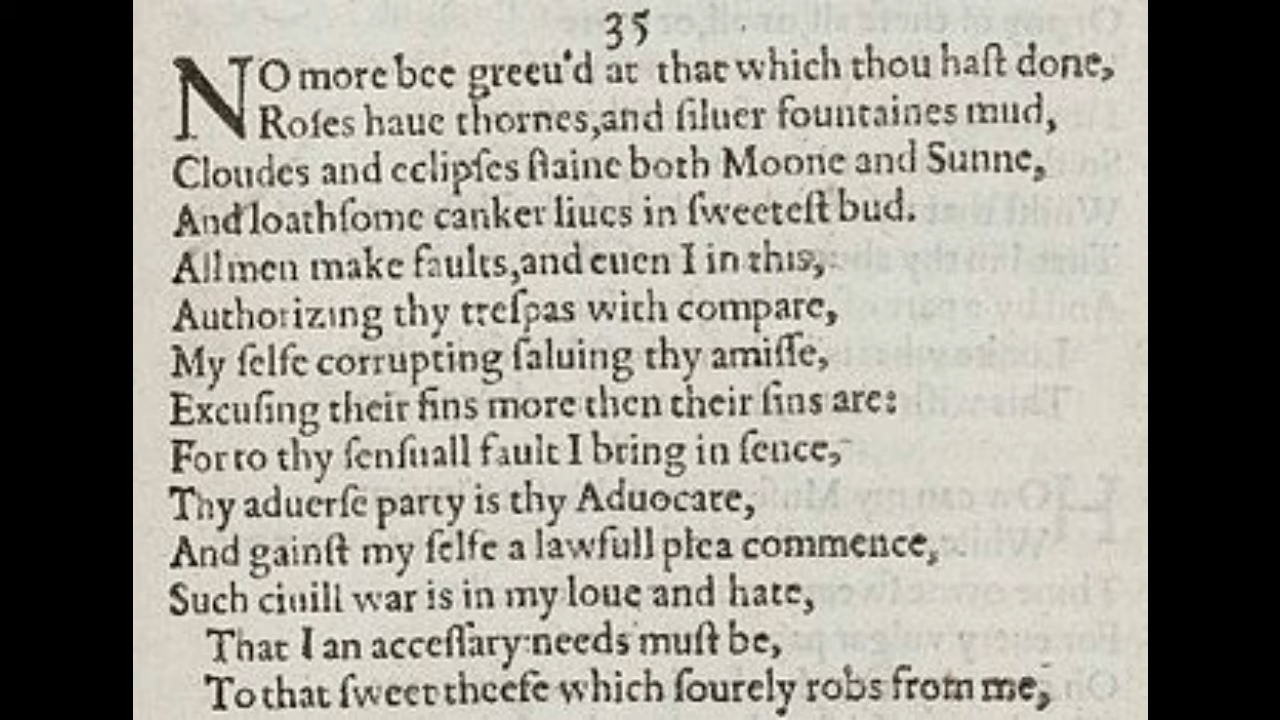 35
NO more bee greeu'd at that which thou haſt done,
Roſes haue thornes,and ſiluer fountaines mud,
Cloudes and eclipſes ſtaine both Moone and Sunne,
And loathſome canker liues in ſweeteſt bud.
All men make faults,and euen I in this,
Authorizing thy treſpas with compare,
My ſelfe corrupting ſaluing thy amiſſe,
Excuſing their ſins more then their ſins are:
For to thy ſenſuall fault I bring in ſence,
Thy aduerſe party is thy Aduocate,
And gainſt my ſelfe a lawfull plea commence,
Such ciuill war is in my loue and hate,
That I an acceſſary needs muſt be,
To that ſweet theefe which ſourely robs from me,